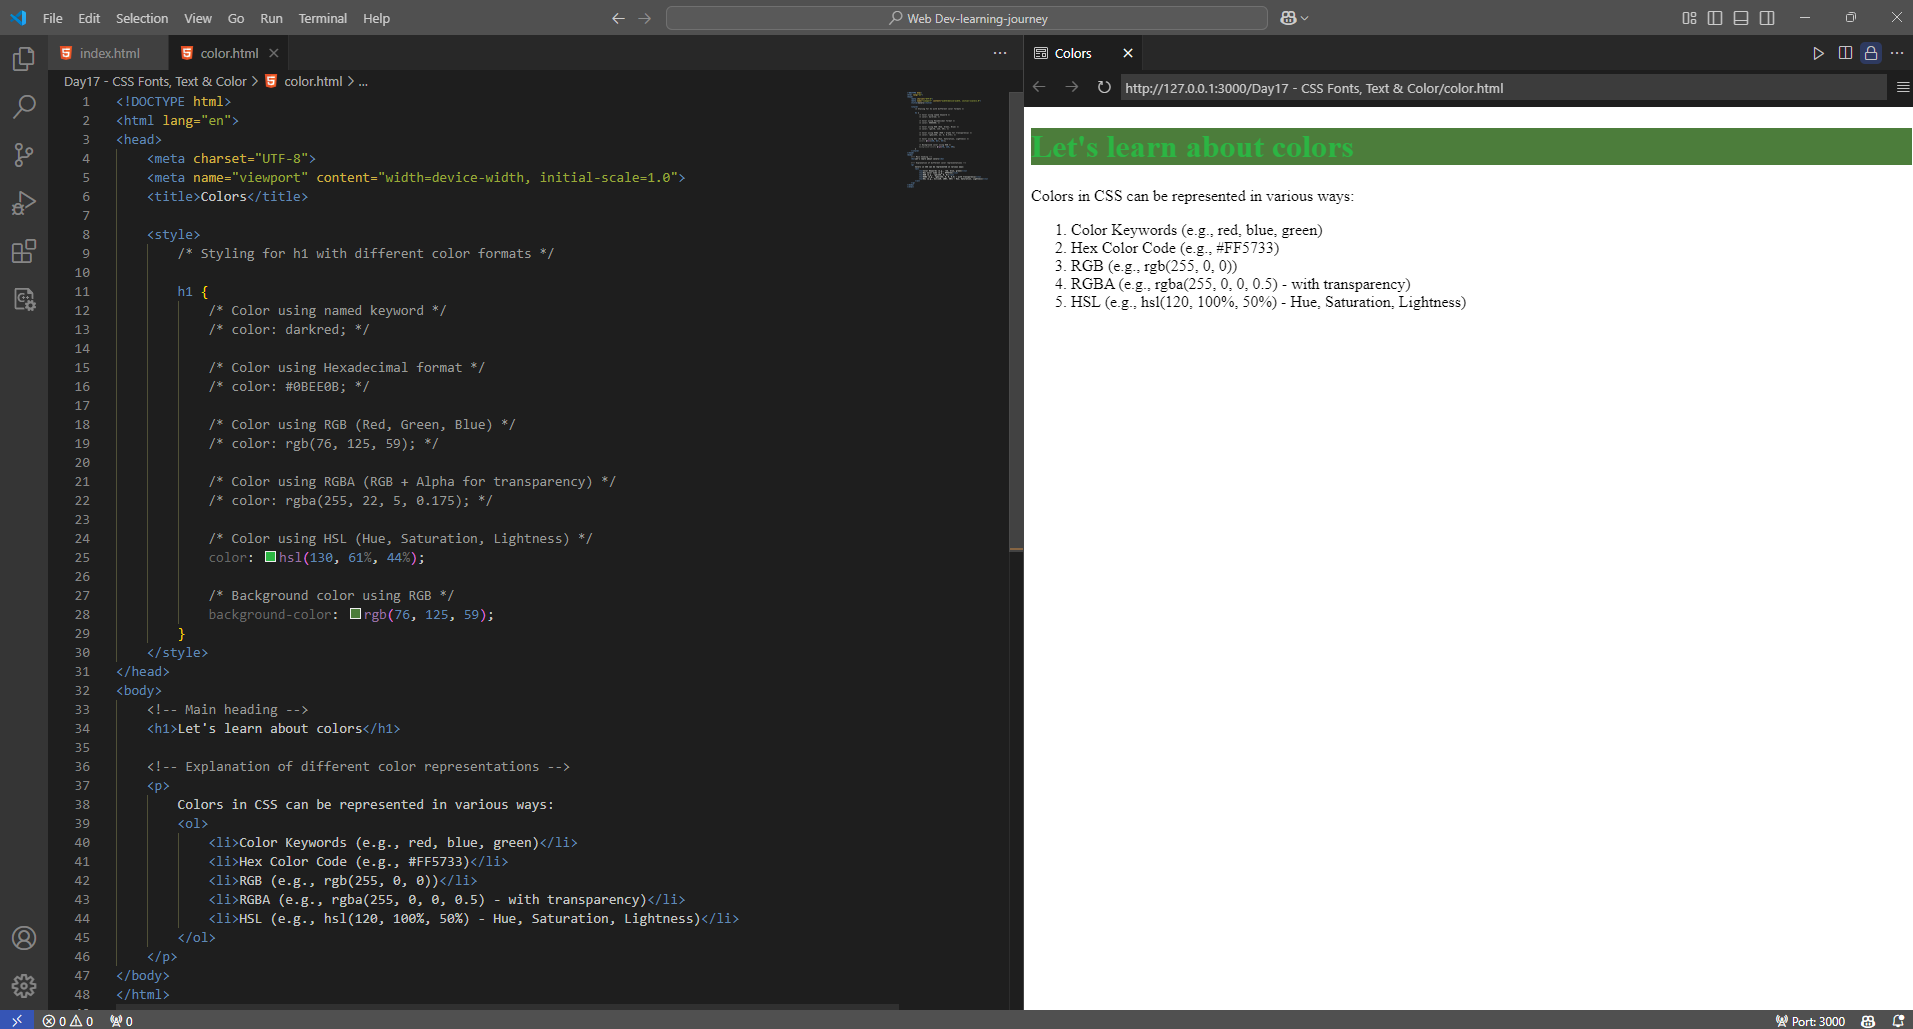 File Edit Selection View Go Run Terminal Help
Web Dev-learning-journey
index.html
color.html
Day17 - CSS Fonts, Text & Color > color.html > ...
1 <!DOCTYPE html>
2 <html lang="en">
3 <head>
4 <meta charset="UTF-8">
5 <meta name="viewport" content="width=device-width, initial-scale=1.0">
6 <title>Colors</title>
7
8 <style>
9 /* Styling for h1 with different color formats */
10
11 h1 {
12 /* Color using named keyword */
13 /* color: darkred; */
14
15 /* Color using Hexadecimal format */
16 /* color: #0BEE0B; */
17
18 /* Color using RGB (Red, Green, Blue) */
19 /* color: rgb(76, 125, 59); */
20
21 /* Color using RGBA (RGB + Alpha for transparency) */
22 /* color: rgba(255, 22, 5, 0.175); */
23
24 /* Color using HSL (Hue, Saturation, Lightness) */
25 color: hsl(130, 61%, 44%);
26
27 /* Background color using RGB */
28 background-color: rgb(76, 125, 59);
29 }
30 </style>
31 </head>
32 <body>
33 <!-- Main heading -->
34 <h1>Let's learn about colors</h1>
35
36 <!-- Explanation of different color representations -->
37 <p>
38 Colors in CSS can be represented in various ways:
39 <ol>
40 <li>Color Keywords (e.g., red, blue, green)</li>
41 <li>Hex Color Code (e.g., #FF5733)</li>
42 <li>RGB (e.g., rgb(255, 0, 0))</li>
43 <li>RGBA (e.g., rgba(255, 0, 0, 0.5) - with transparency)</li>
44 <li>HSL (e.g., hsl(120, 100%, 50%) - Hue, Saturation, Lightness)</li>
45 </ol>
46 </p>
47 </body>
48 </html>
Colors
http://127.0.0.1:3000/Day17 - CSS Fonts, Text & Color/color.html
Let's learn about colors
Colors in CSS can be represented in various ways:
1. Color Keywords (e.g., red, blue, green)
2. Hex Color Code (e.g., #FF5733)
3. RGB (e.g., rgb(255, 0, 0))
4. RGBA (e.g., rgba(255, 0, 0, 0.5) - with transparency)
5. HSL (e.g., hsl(120, 100%, 50%) - Hue, Saturation, Lightness)
0 0 0
Port: 3000